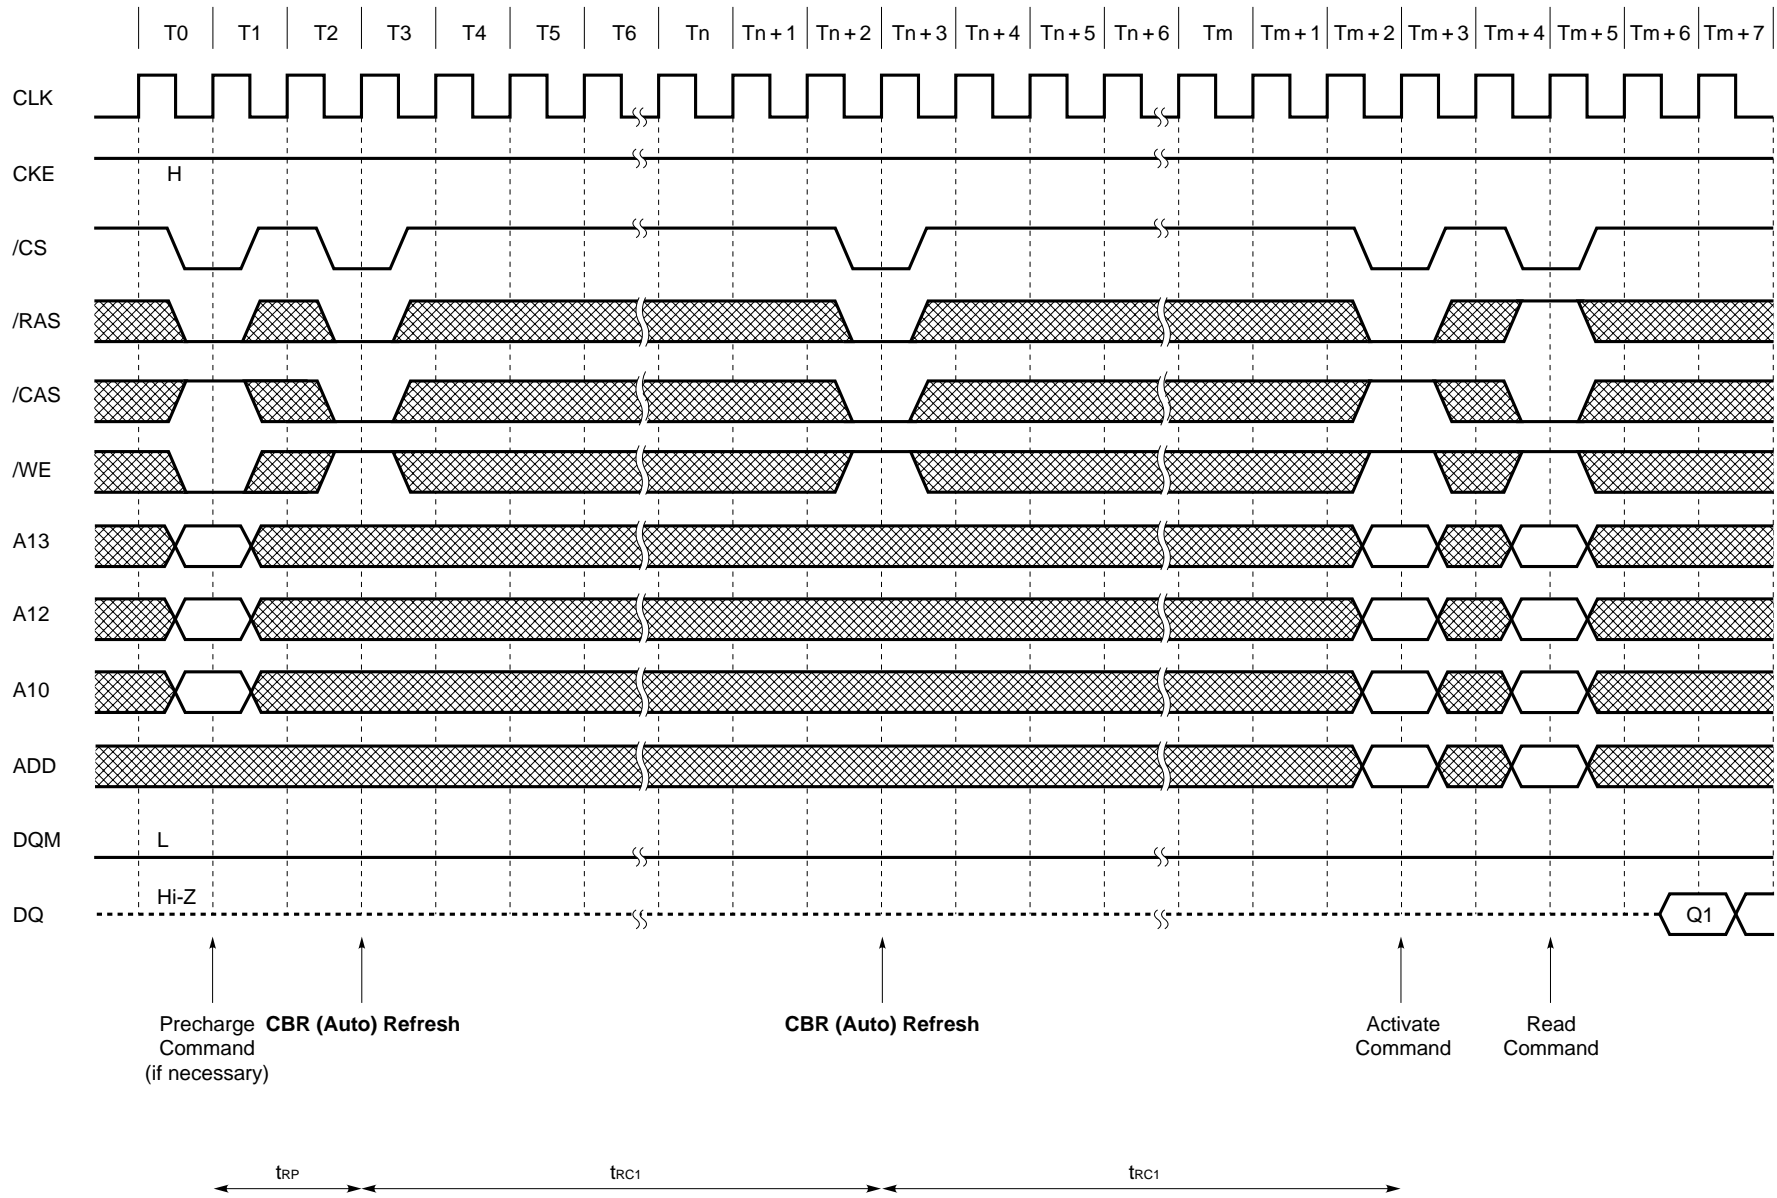 T0 T1 T2 T3 T4 T5 T6 Tn Tn + 1 Tn + 2 Tn + 3 Tn + 4 Tn + 5 Tn + 6 Tm Tm + 1 Tm + 2 Tm + 3 Tm + 4 Tm + 5 Tm + 6 Tm + 7
CLK
CKE H
/CS
/RAS
/CAS
/WE
A13
A12
A10
ADD
DQM L
DQ Hi-Z Q1
Precharge Command (if necessary)
CBR (Auto) Refresh
CBR (Auto) Refresh
Activate Command
Read Command
tRP tRC1 tRC1